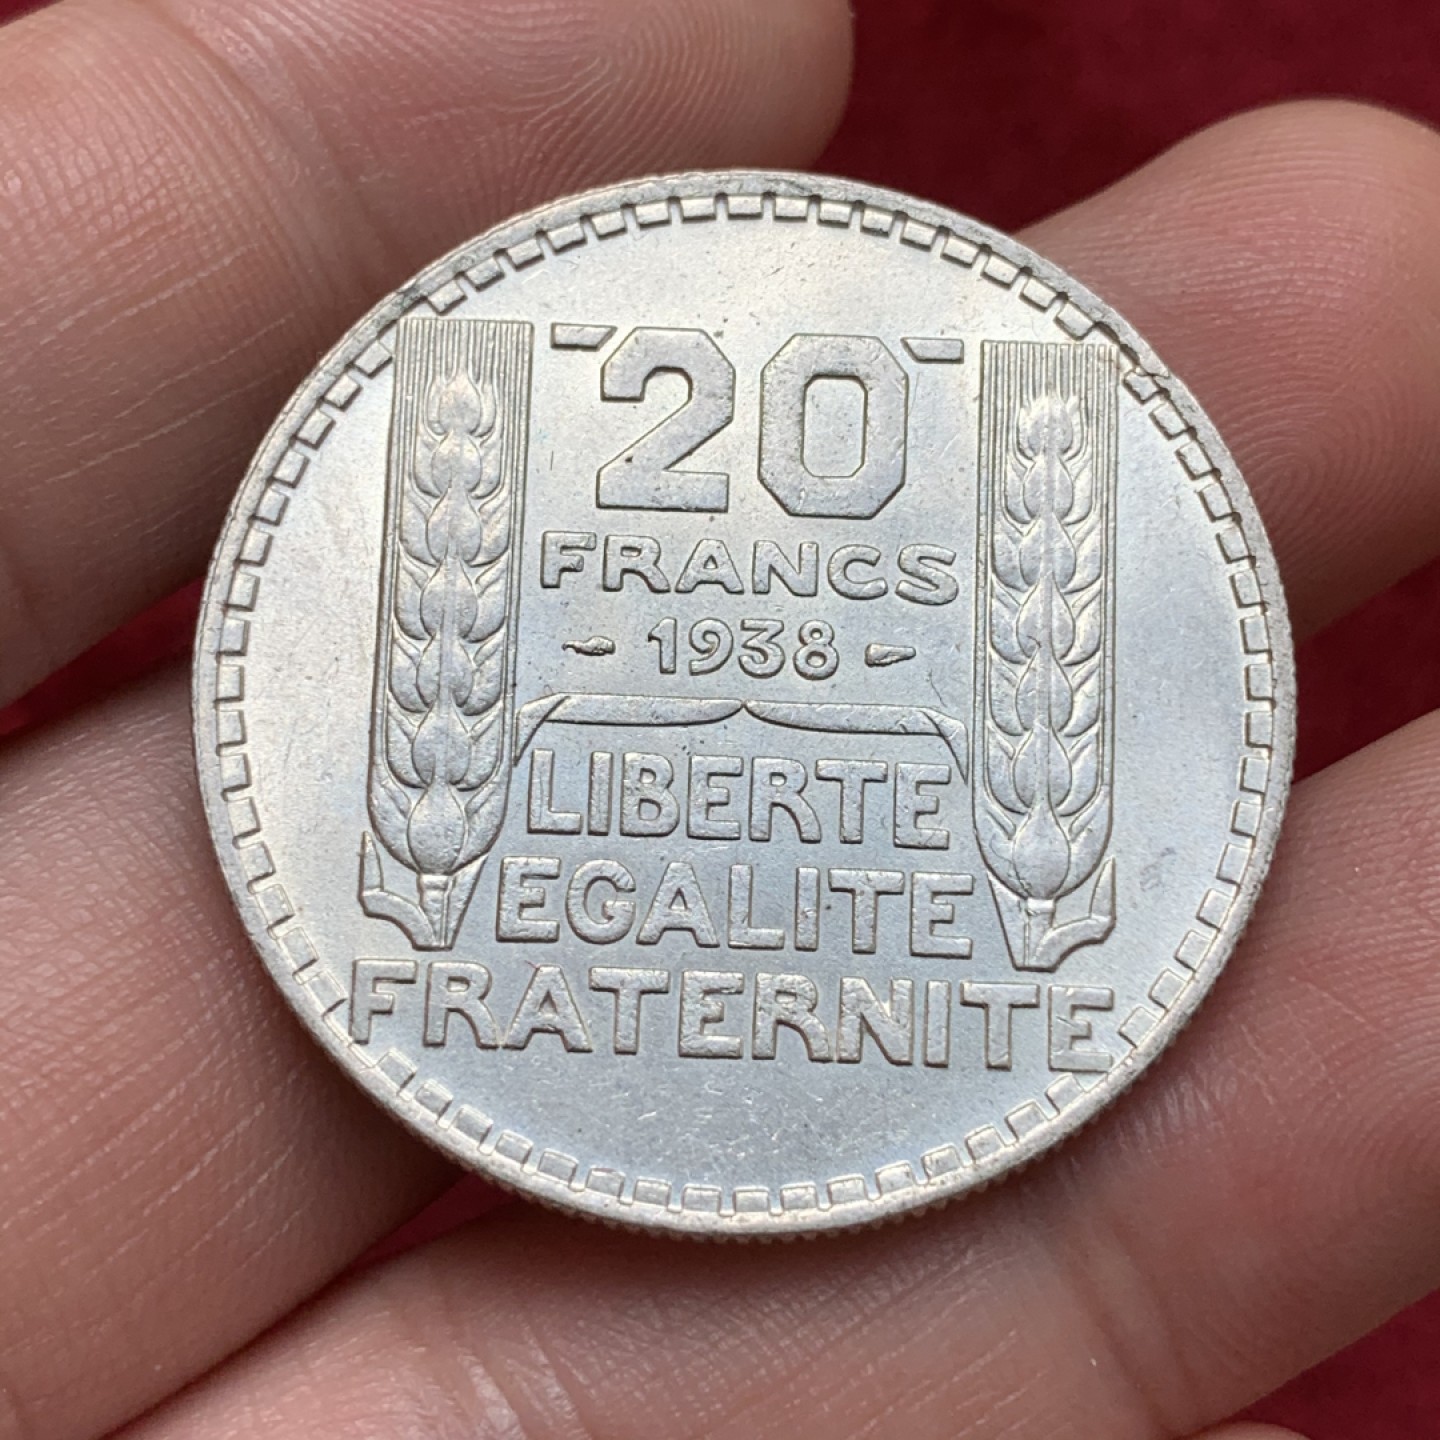 20
FRANCS
- 1938 -
LIBERTE
EGALITE
FRATERNITE